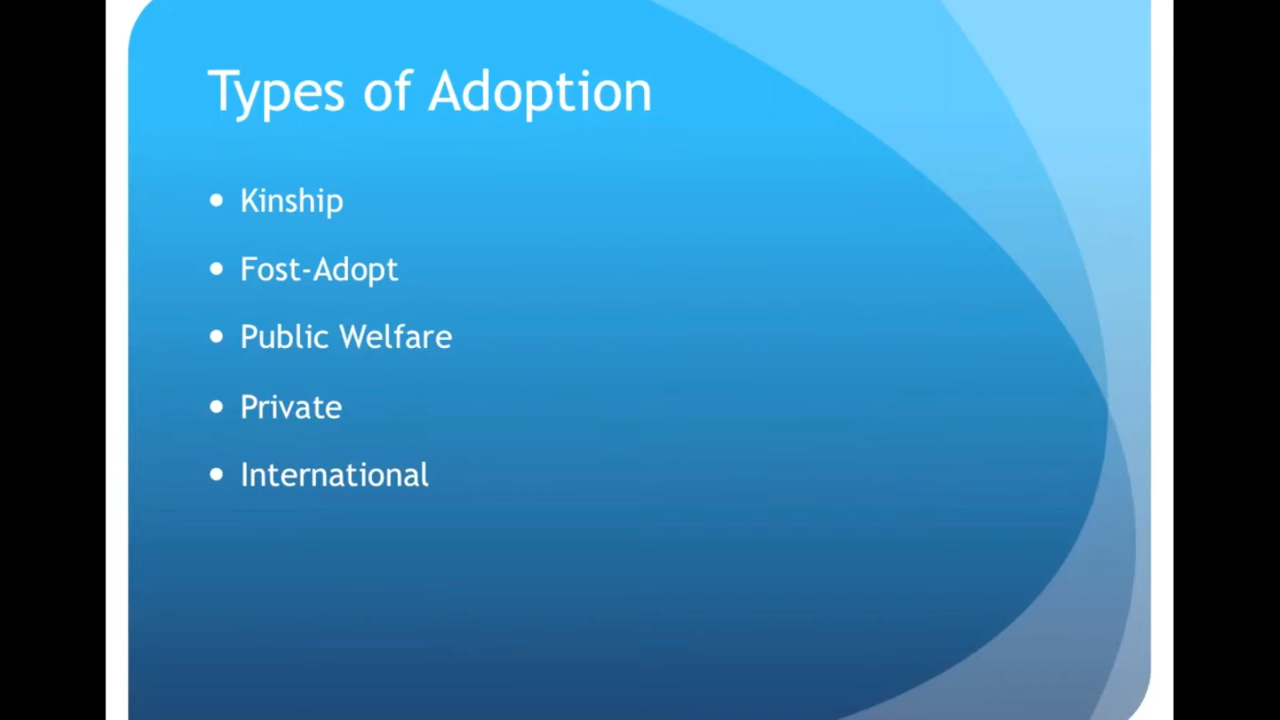 Types of Adoption
• Kinship
• Fost-Adopt
• Public Welfare
• Private
• International